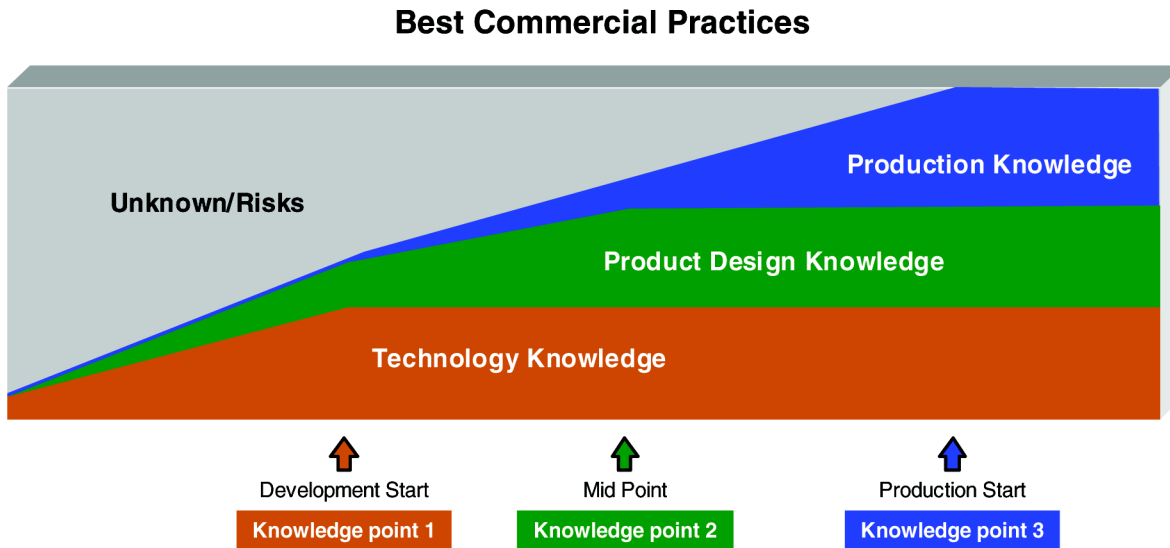 Best Commercial Practices
Production Knowledge
Unknown/Risks
Product Design Knowledge
Technology Knowledge
Development Start
Mid Point
Production Start
Knowledge point 1
Knowledge point 2
Knowledge point 3